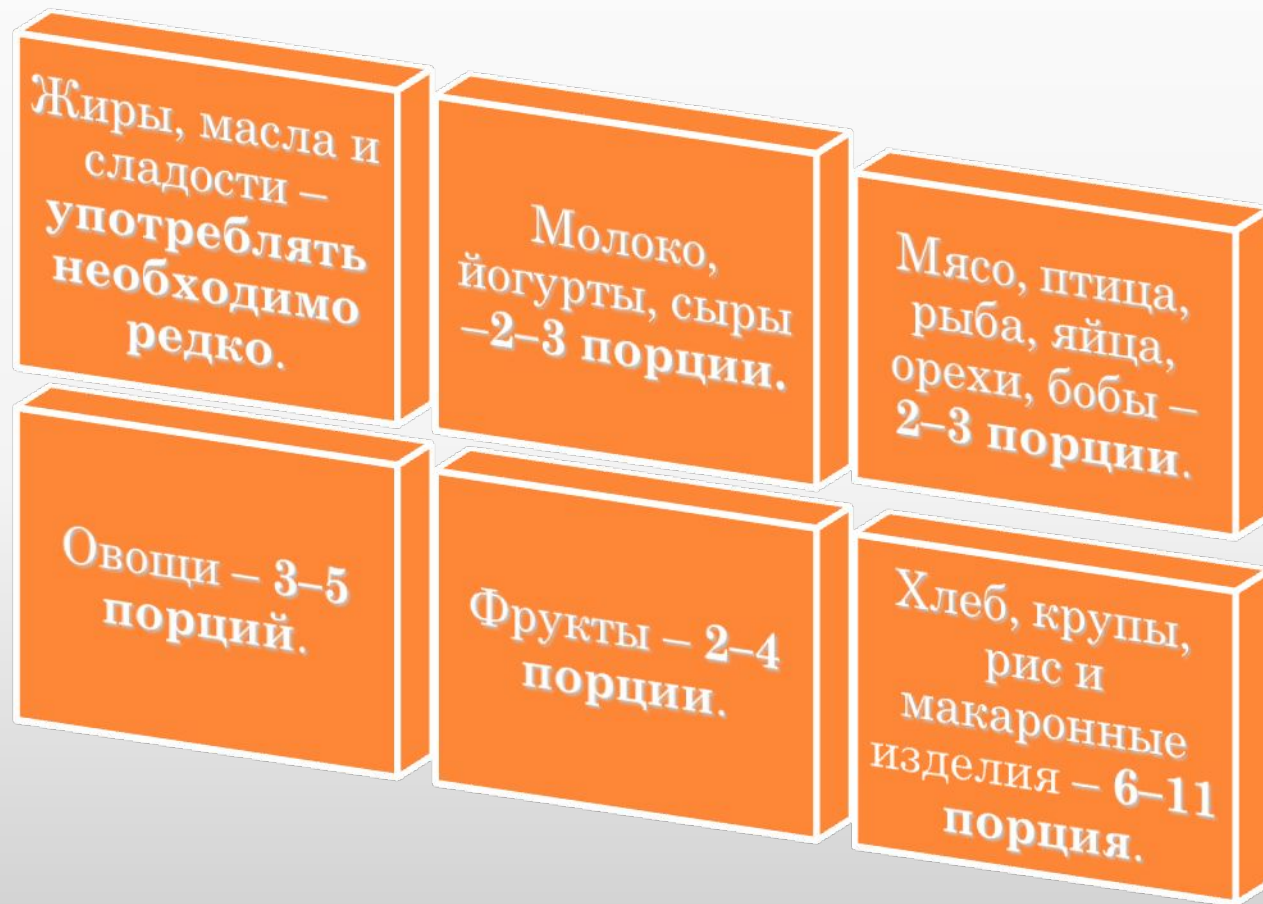 Жиры, масла и
сладости –
употреблять
необходимо
редко.
Молоко,
йогурты, сыры
–2–3 порции.
Мясо, птица,
рыба, яйца,
орехи, бобы –
2–3 порции.
Овощи – 3–5
порций.
Фрукты – 2–4
порции.
Хлеб, крупы,
рис и
макаронные
изделия – 6–11
порция.